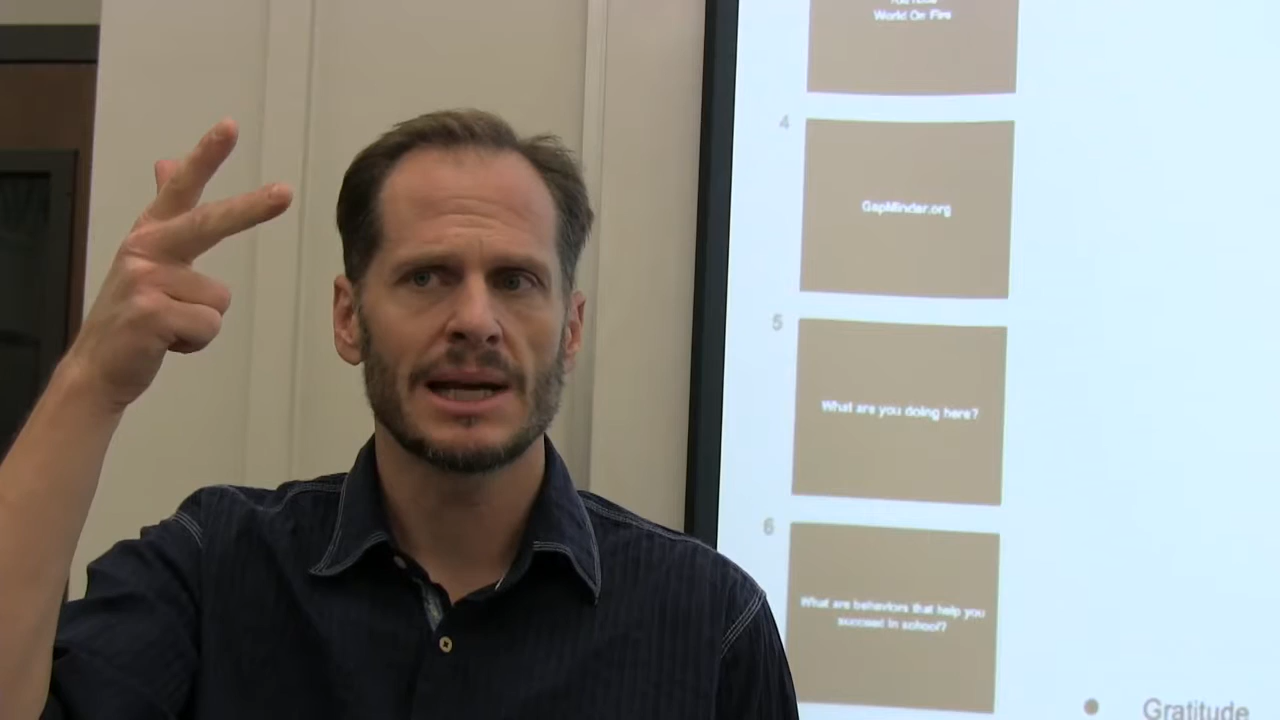 YouTube
World On Fire
4
GapMinder.org
5
What are you doing here?
6
What are behaviors that help you
succeed in school?
● Gratitude